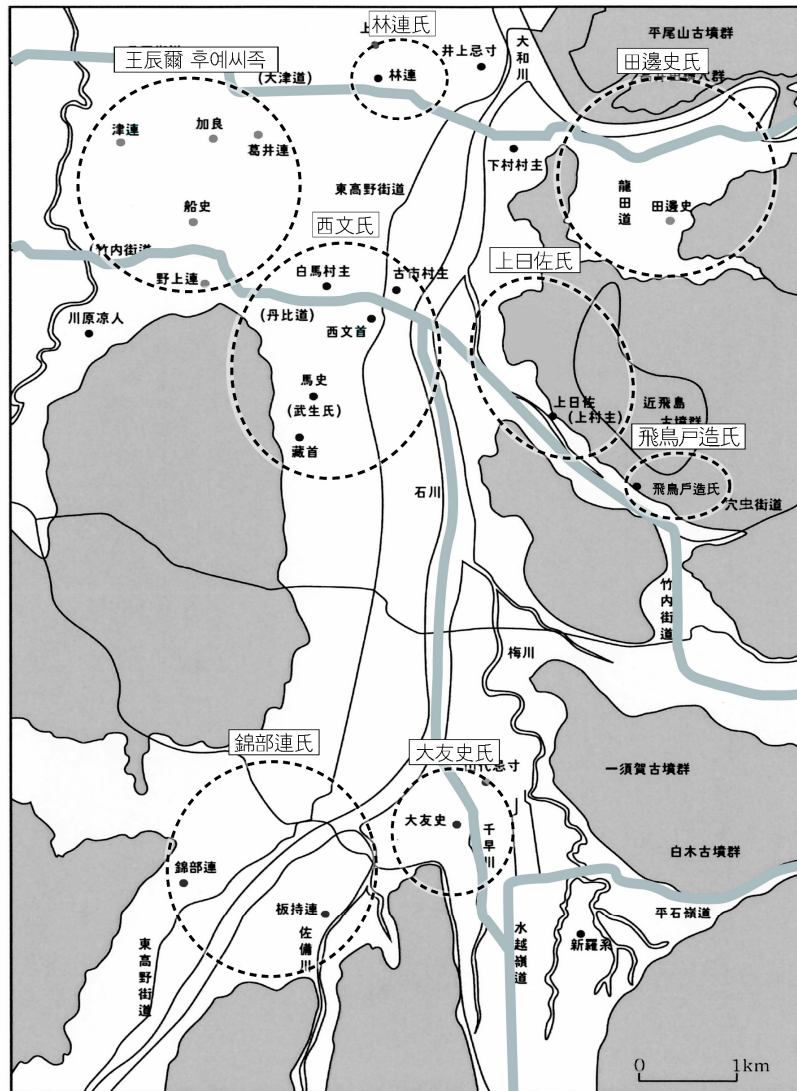 平尾山古墳群
林連氏
上
井上忌寸
大和川
王辰爾 후예씨족
田邊史氏
(大津道)
林連
津連
加良
葛井連
下村村主
東高野街道
龍田道
田邊史
船史
西文氏
(竹内街道
上日佐氏
白馬村主
古市村主
野上連
(丹比道)
川原凉人
西文首
馬史
(武生氏)
上日佐
(上村主)
近飛鳥
古墳群
飛鳥戸造氏
藏首
石川
飛鳥戸造氏
穴虫街道
竹内街道
梅川
錦部連氏
大友史氏
一須賀古墳群
大友史
千早川
白木古墳群
錦部連
板持連
佐備川
平石嶺道
東高野街道
水越嶺道
新羅系
0 1km